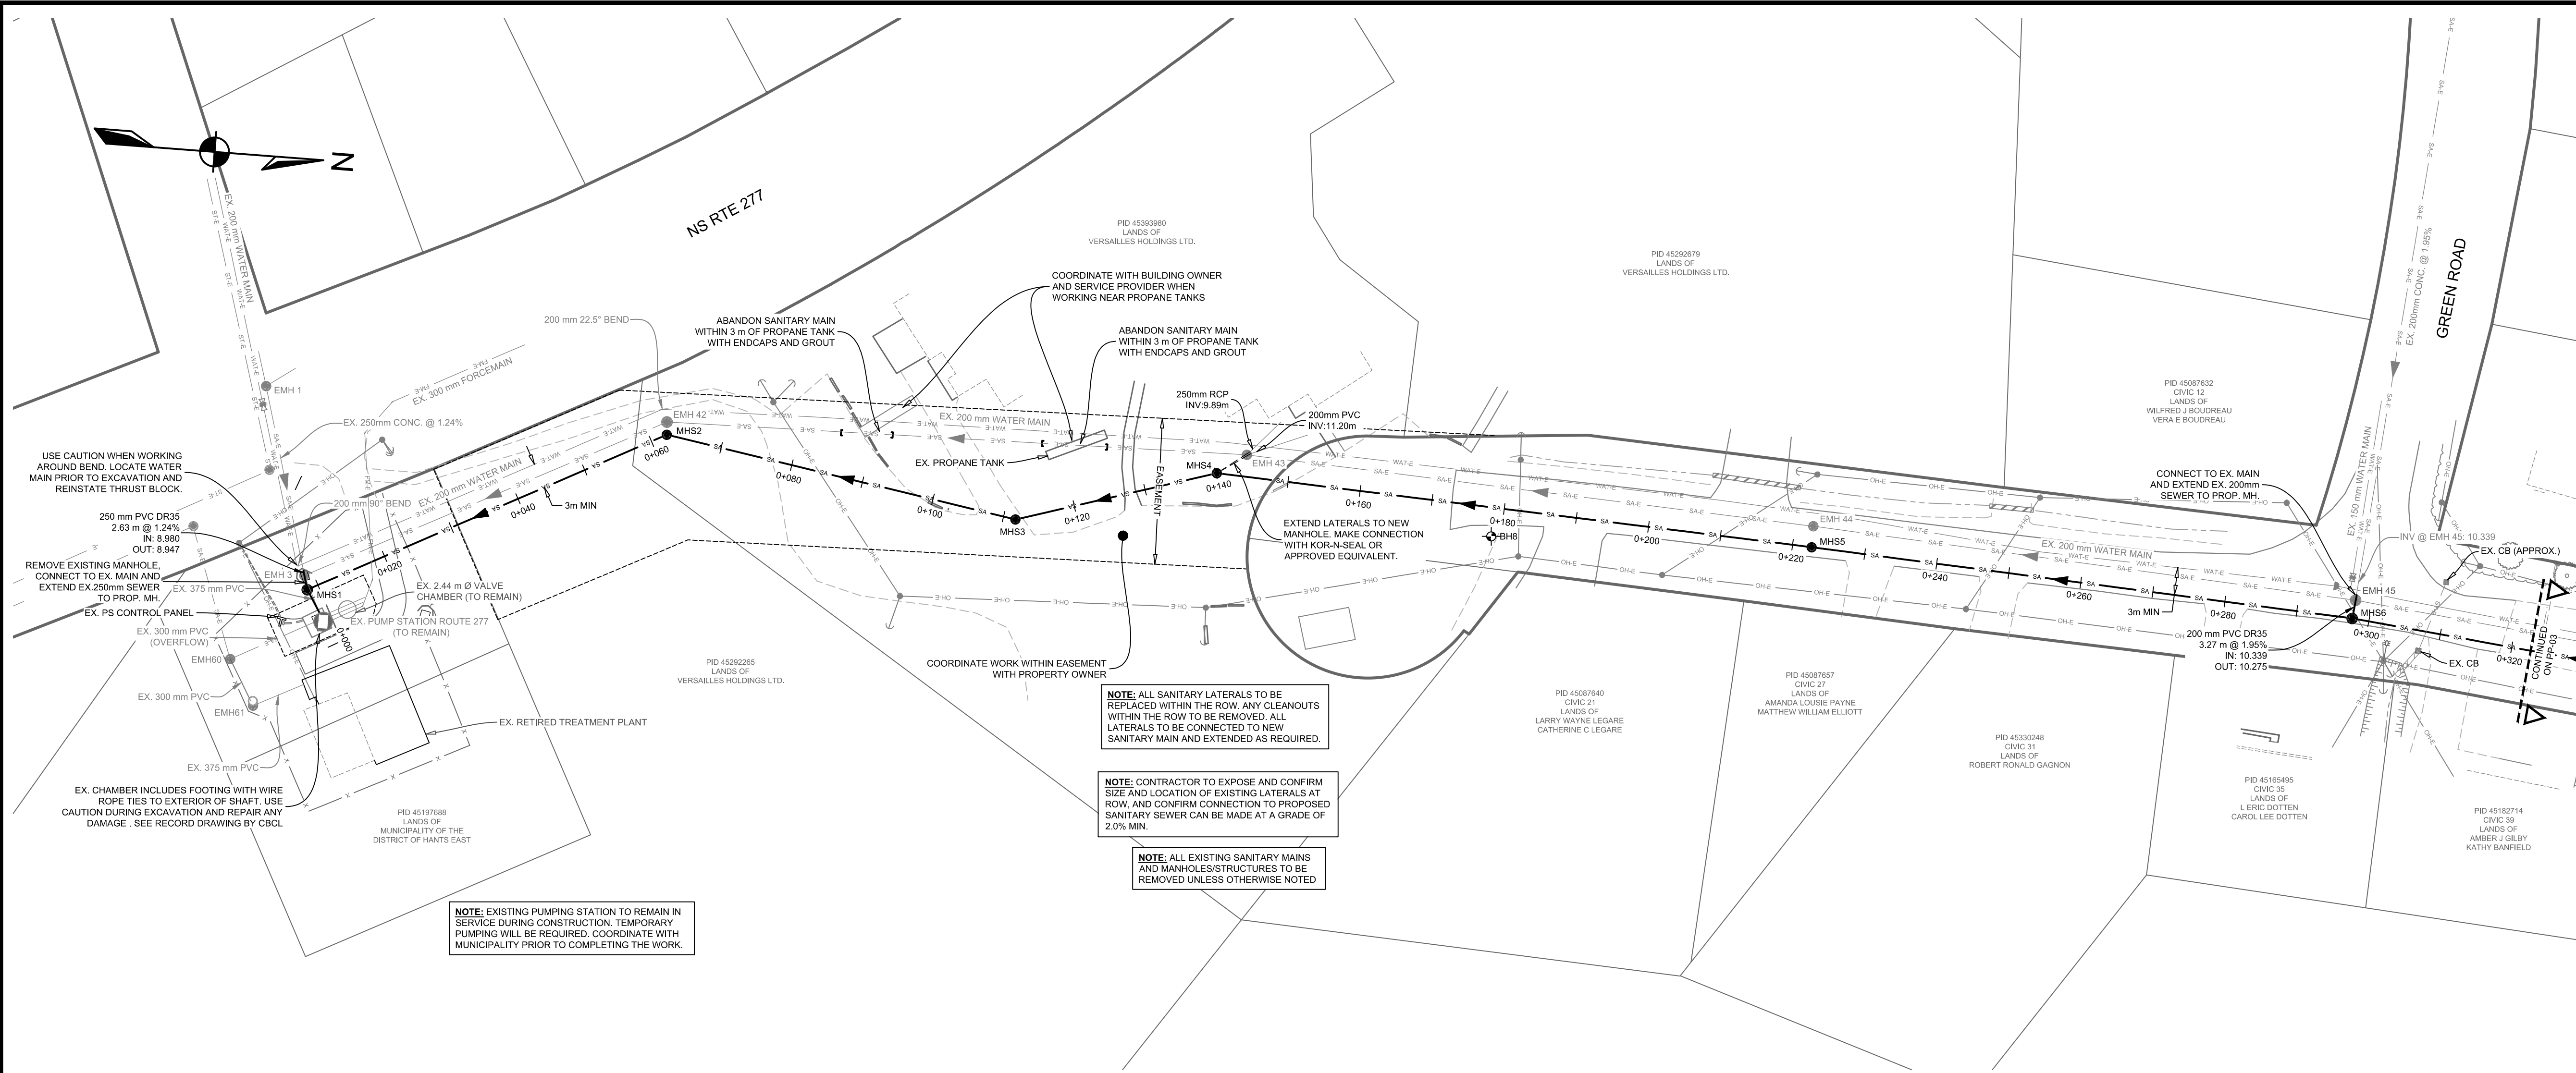 N
EX. 200 mm WATER MAIN
ST-E
WAT-E
NS RTE 277
PID 45393980
LANDS OF
VERSAILLES HOLDINGS LTD.
PID 45292679
LANDS OF
VERSAILLES HOLDINGS LTD.
SA-E
EX. 200mm CONC. @ 1.95%
GREEN ROAD
COORDINATE WITH BUILDING OWNER
AND SERVICE PROVIDER WHEN
WORKING NEAR PROPANE TANKS
200 mm 22.5° BEND
ABANDON SANITARY MAIN
WITHIN 3 m OF PROPANE TANK
WITH ENDCAPS AND GROUT
ABANDON SANITARY MAIN
WITHIN 3 m OF PROPANE TANK
WITH ENDCAPS AND GROUT
EMH 1
FM-E
EX. 300 mm FORCEMAIN
EX. 250mm CONC. @ 1.24%
EMH 42
MHS2
EX. 200 mm WATER MAIN
250mm RCP
INV:9.89m
200mm PVC
INV:11.20m
PID 45087632
CIVIC 12
LANDS OF
WILFRED J BOUDREAU
VERA E BOUDREAU
USE CAUTION WHEN WORKING
AROUND BEND. LOCATE WATER
MAIN PRIOR TO EXCAVATION AND
REINSTATE THRUST BLOCK.
200 mm 90° BEND
EX. 200 mm WATER MAIN
3m MIN
0+060
0+080
EX. PROPANE TANK
EASEMENT
MHS4
EMH 43
0+140
0+160
CONNECT TO EX. MAIN
AND EXTEND EX. 200mm
SEWER TO PROP. MH.
EX. 150 mm WATER MAIN
250 mm PVC DR35
2.63 m @ 1.24%
IN: 8.980
OUT: 8.947
0+040
0+100
MHS3
0+120
0+180
BH8
EXTEND LATERALS TO NEW
MANHOLE. MAKE CONNECTION
WITH KOR-N-SEAL OR
APPROVED EQUIVALENT.
0+200
EMH 44
MHS5
0+220
EX. 200 mm WATER MAIN
INV @ EMH 45: 10.339
EX. CB (APPROX.)
REMOVE EXISTING MANHOLE,
CONNECT TO EX. MAIN AND
EXTEND EX.250mm SEWER
TO PROP. MH.
EMH 3
0+020
EX. 375 mm PVC
MHS1
EX. 2.44 m Ø VALVE
CHAMBER (TO REMAIN)
EX. PS CONTROL PANEL
0+000
EX. PUMP STATION ROUTE 277
(TO REMAIN)
EX. 300 mm PVC
(OVERFLOW)
0+240
0+260
3m MIN
0+280
EMH 45
MHS6
0+300
200 mm PVC DR35
3.27 m @ 1.95%
IN: 10.339
OUT: 10.275
EX. CB
0+320
CONTINUED
ON PP-03
EMH60
EX. 300 mm PVC
EMH61
PID 45292265
LANDS OF
VERSAILLES HOLDINGS LTD.
COORDINATE WORK WITHIN EASEMENT
WITH PROPERTY OWNER
EX. RETIRED TREATMENT PLANT
EX. 375 mm PVC
NOTE: ALL SANITARY LATERALS TO BE
REPLACED WITHIN THE ROW. ANY CLEANOUTS
WITHIN THE ROW TO BE REMOVED. ALL
LATERALS TO BE CONNECTED TO NEW
SANITARY MAIN AND EXTENDED AS REQUIRED.
PID 45087640
CIVIC 21
LANDS OF
LARRY WAYNE LEGARE
CATHERINE C LEGARE
PID 45087657
CIVIC 27
LANDS OF
AMANDA LOUSIE PAYNE
MATTHEW WILLIAM ELLIOTT
PID 45330248
CIVIC 31
LANDS OF
ROBERT RONALD GAGNON
PID 45165495
CIVIC 35
LANDS OF
L ERIC DOTTEN
CAROL LEE DOTTEN
PID 45182714
CIVIC 39
LANDS OF
AMBER J GILBY
KATHY BANFIELD
EX. CHAMBER INCLUDES FOOTING WITH WIRE
ROPE TIES TO EXTERIOR OF SHAFT. USE
CAUTION DURING EXCAVATION AND REPAIR ANY
DAMAGE . SEE RECORD DRAWING BY CBCL
PID 45197688
LANDS OF
MUNICIPALITY OF THE
DISTRICT OF HANTS EAST
NOTE: CONTRACTOR TO EXPOSE AND CONFIRM
SIZE AND LOCATION OF EXISTING LATERALS AT
ROW, AND CONFIRM CONNECTION TO PROPOSED
SANITARY SEWER CAN BE MADE AT A GRADE OF
2.0% MIN.
NOTE: ALL EXISTING SANITARY MAINS
AND MANHOLES/STRUCTURES TO BE
REMOVED UNLESS OTHERWISE NOTED
NOTE: EXISTING PUMPING STATION TO REMAIN IN
SERVICE DURING CONSTRUCTION. TEMPORARY
PUMPING WILL BE REQUIRED. COORDINATE WITH
MUNICIPALITY PRIOR TO COMPLETING THE WORK.